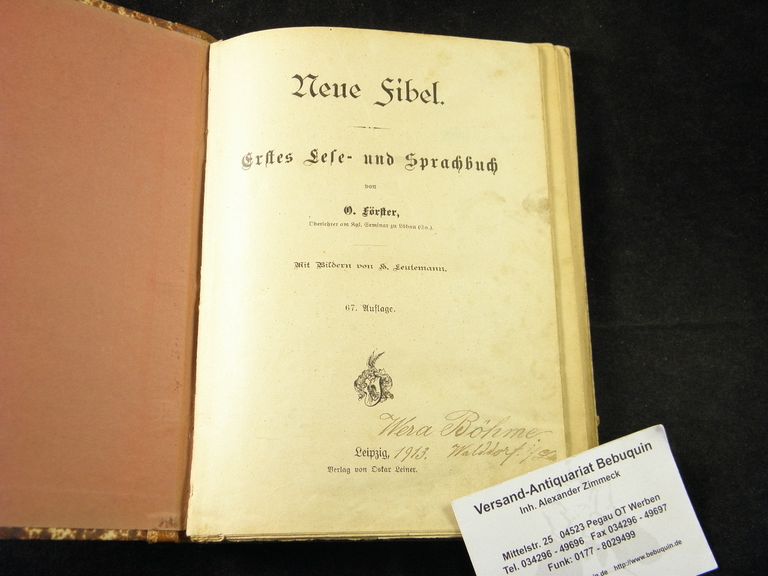 Neue Fibel.
Erstes Lese- und Sprachbuch
von
O. Förster,
Oberlehrer am Kgl. Seminar zu Löbau (Sa.).
Mit Bildern von H. Leutemann.
67. Auflage.
Wera Böhme
Leipzig, 1913. Walddorf
Verlag von Oskar Leiner.
Versand-Antiquariat Bebuquin
Inh. Alexander Zimmeck
Mittelstr. 25 04523 Pegau OT Werben
Tel. 034296 - 49696 Fax 034296 - 49697
Funk: 0177 - 8029499
http://www.bebuquin.de